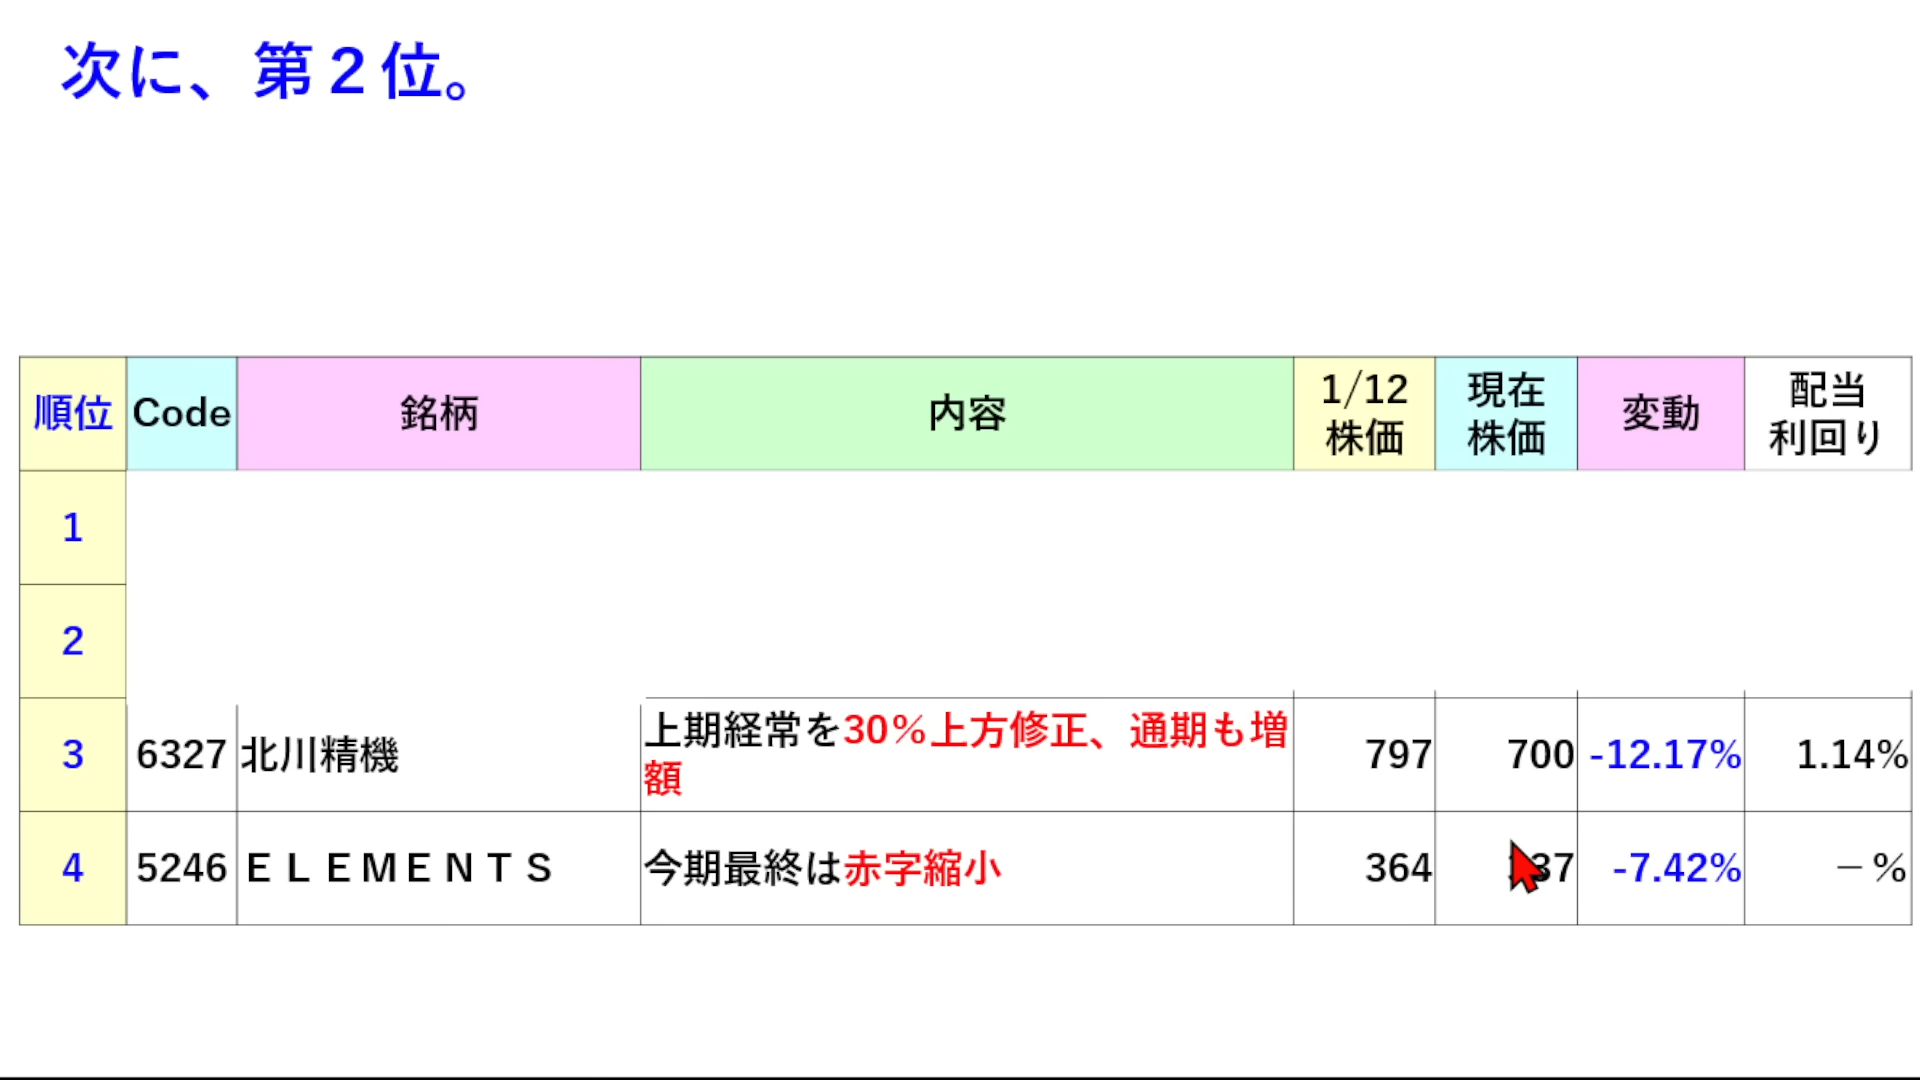 次に、第２位。
順位 Code 銘柄 内容 1/12 株価 現在 株価 変動 配当 利回り
1
2
3 6327 北川精機 上期経常を30%上方修正、通期も増額 797 700 -12.17% 1.14%
4 5246 ＥＬＥＭＥＮＴＳ 今期最終は赤字縮小 364 -7.42% －%